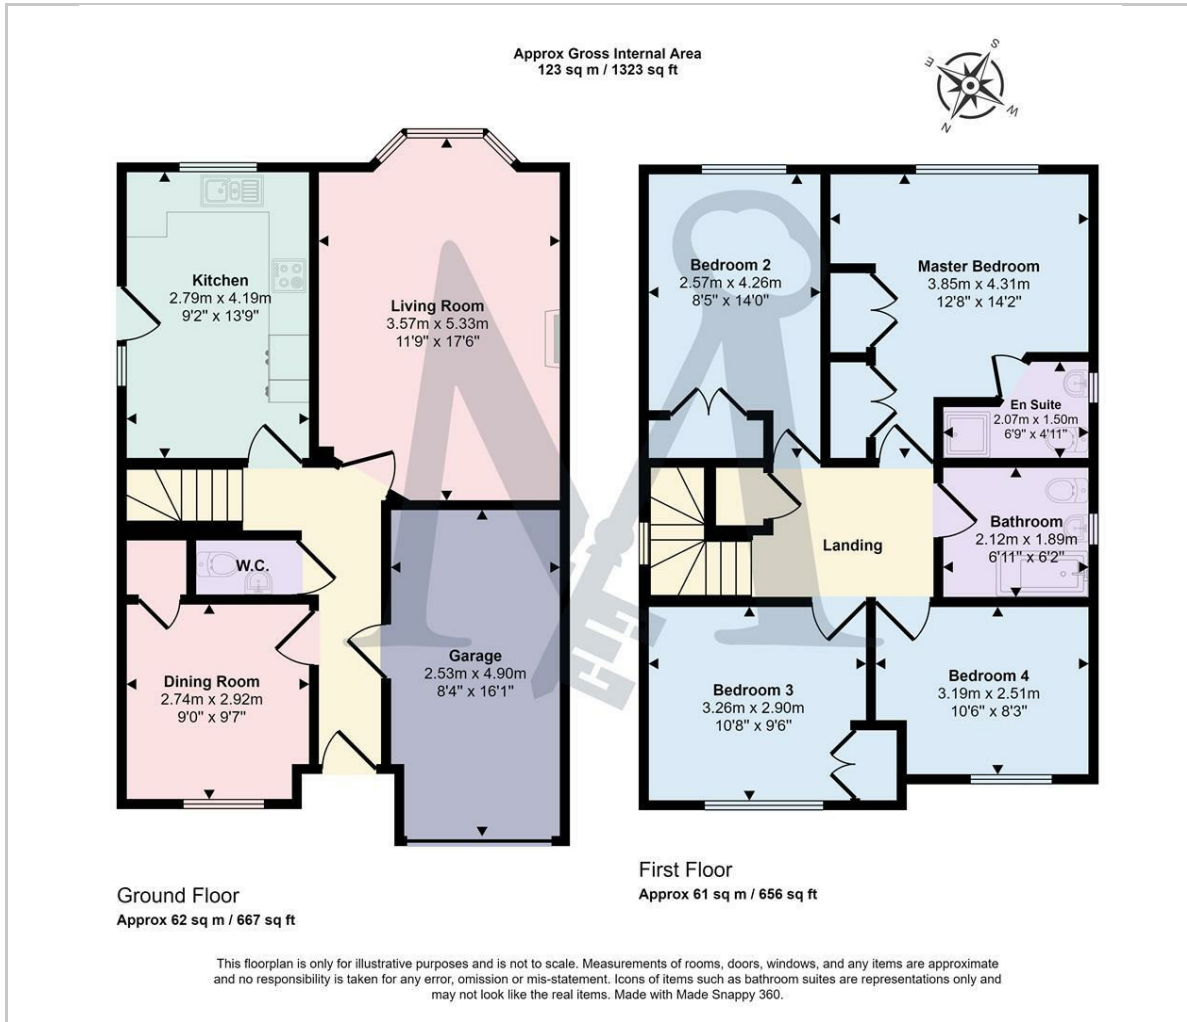 Approx Gross Internal Area
123 sq m / 1323 sq ft
S
E
W
N
Kitchen
2.79m x 4.19m
9'2" x 13'9"
Living Room
3.57m x 5.33m
11'9" x 17'6"
W.C.
Dining Room
2.74m x 2.92m
9'0" x 9'7"
Garage
2.53m x 4.90m
8'4" x 16'1"
Ground Floor
Approx 62 sq m / 667 sq ft
Bedroom 2
2.57m x 4.26m
8'5" x 14'0"
Master Bedroom
3.85m x 4.31m
12'8" x 14'2"
En Suite
2.07m x 1.50m
6'9" x 4'11"
Bathroom
2.12m x 1.89m
6'11" x 6'2"
Landing
Bedroom 3
3.26m x 2.90m
10'8" x 9'6"
Bedroom 4
3.19m x 2.51m
10'6" x 8'3"
First Floor
Approx 61 sq m / 656 sq ft
This floorplan is only for illustrative purposes and is not to scale. Measurements of rooms, doors, windows, and any items are approximate
and no responsibility is taken for any error, omission or mis-statement. Icons of items such as bathroom suites are representations only and
may not look like the real items. Made with Made Snappy 360.